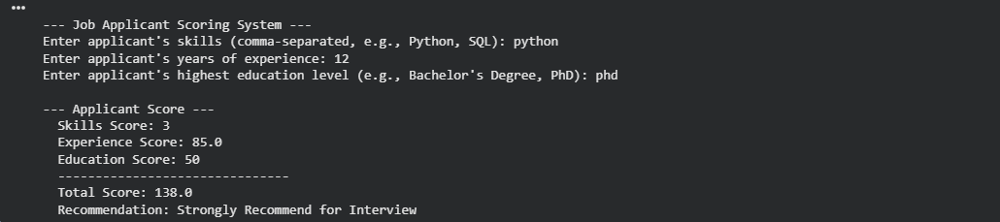 ...
--- Job Applicant Scoring System ---
Enter applicant's skills (comma-separated, e.g., Python, SQL): python
Enter applicant's years of experience: 12
Enter applicant's highest education level (e.g., Bachelor's Degree, PhD): phd
--- Applicant Score ---
Skills Score: 3
Experience Score: 85.0
Education Score: 50
-------------------------------
Total Score: 138.0
Recommendation: Strongly Recommend for Interview